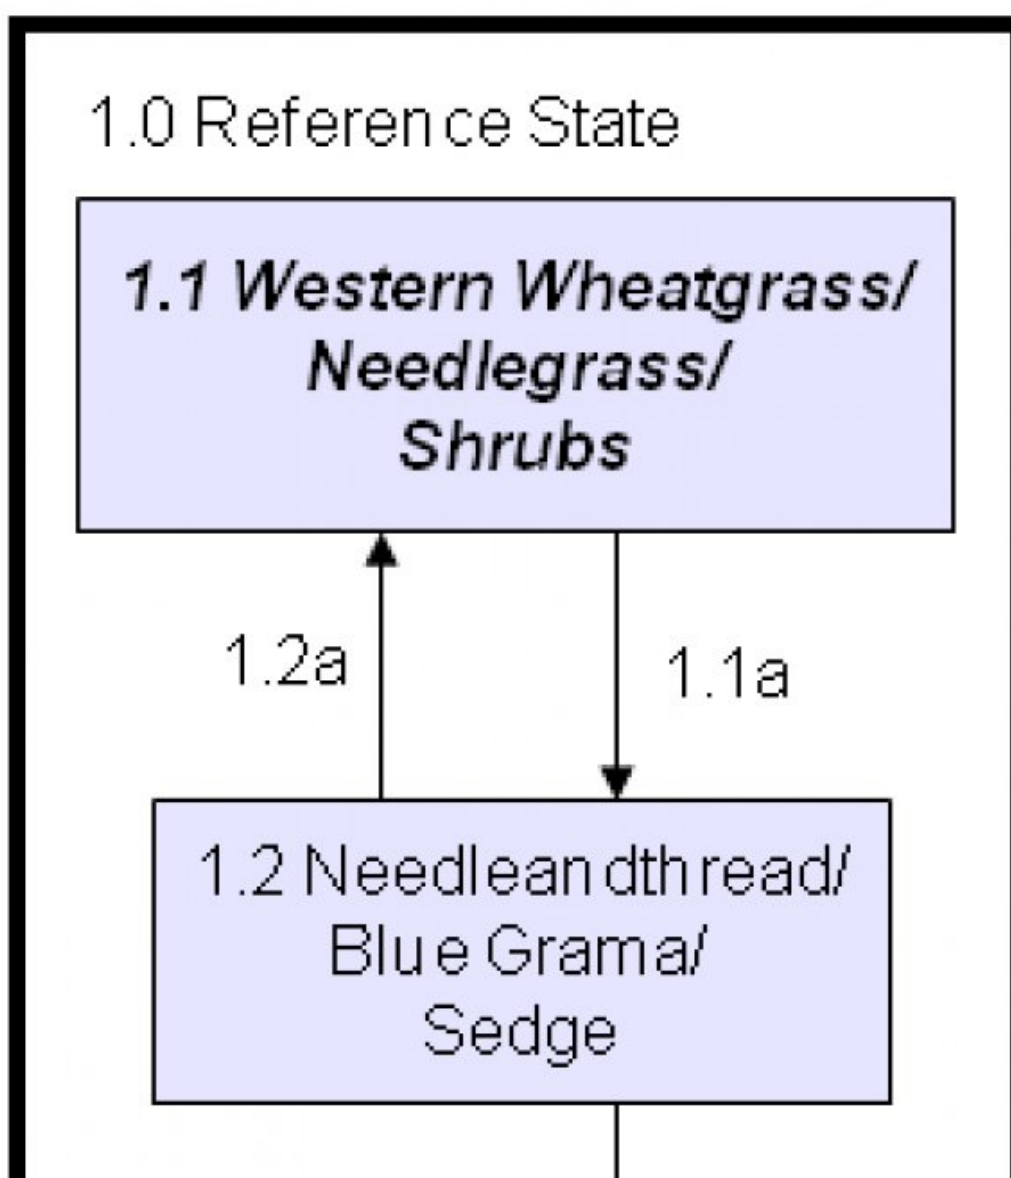 1.0 Reference State
1.1 Western Wheatgrass/
Needlegrass/
Shrubs
1.2a
1.1a
1.2 Needleandthread/
Blue Grama/
Sedge